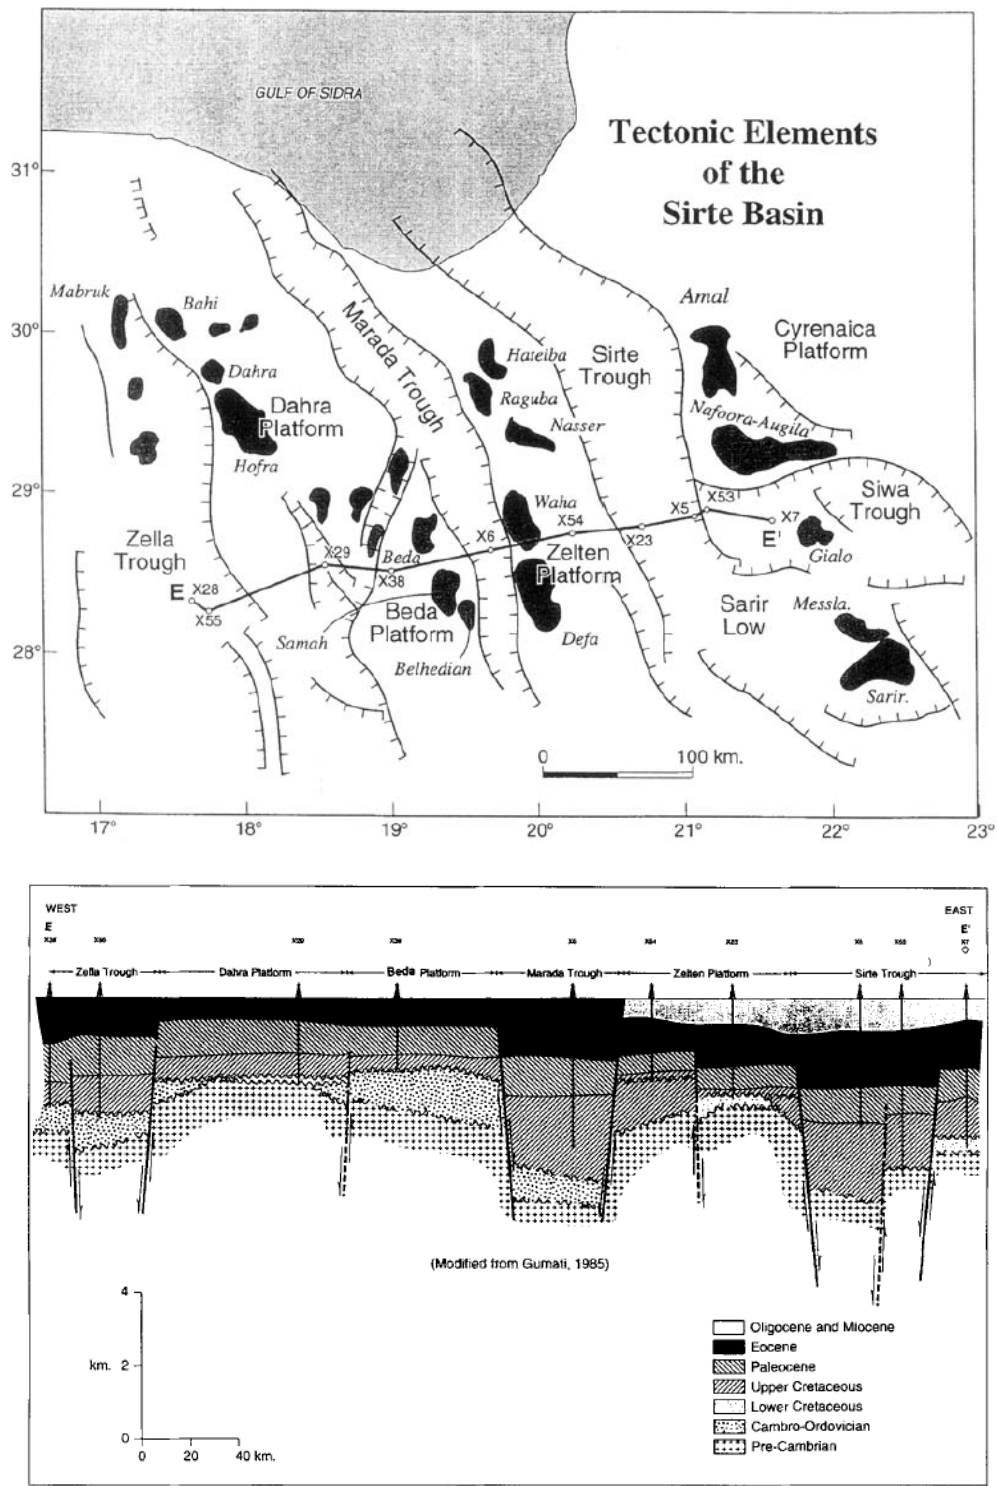 GULF OF SIDRA
Tectonic Elements
of the
Sirte Basin
31°
30°
29°
28°
Mabruk
Bahi
Dahra
Dahra
Platform
Hofra
Marada Trough
Hateiba
Raguba
Nasser
Sirte
Trough
Amal
Cyrenaica
Platform
Nafoora-Augila
Siwa
Trough
Waha
X54
X5
X53
X7
E'
Gialo
Zella
Trough
X29
Beda
X38
X6
X23
Zelten
Platform
E
X28
X55
Samah
Beda
Platform
Belhedian
Defa
Sarir
Low
Messla.
Sarir.
0
100 km.
17°
18°
19°
20°
21°
22°
23°
WEST
EAST
E
E'
X29
X6
X7
Zella Trough
Dahra Platform
Beda Platform
Marada Trough
Zelten Platform
Sirte Trough
(Modified from Gumati, 1985)
4
km. 2
0
0 20 40 km.
Oligocene and Miocene
Eocene
Paleocene
Upper Cretaceous
Lower Cretaceous
Cambro-Ordovician
Pre-Cambrian